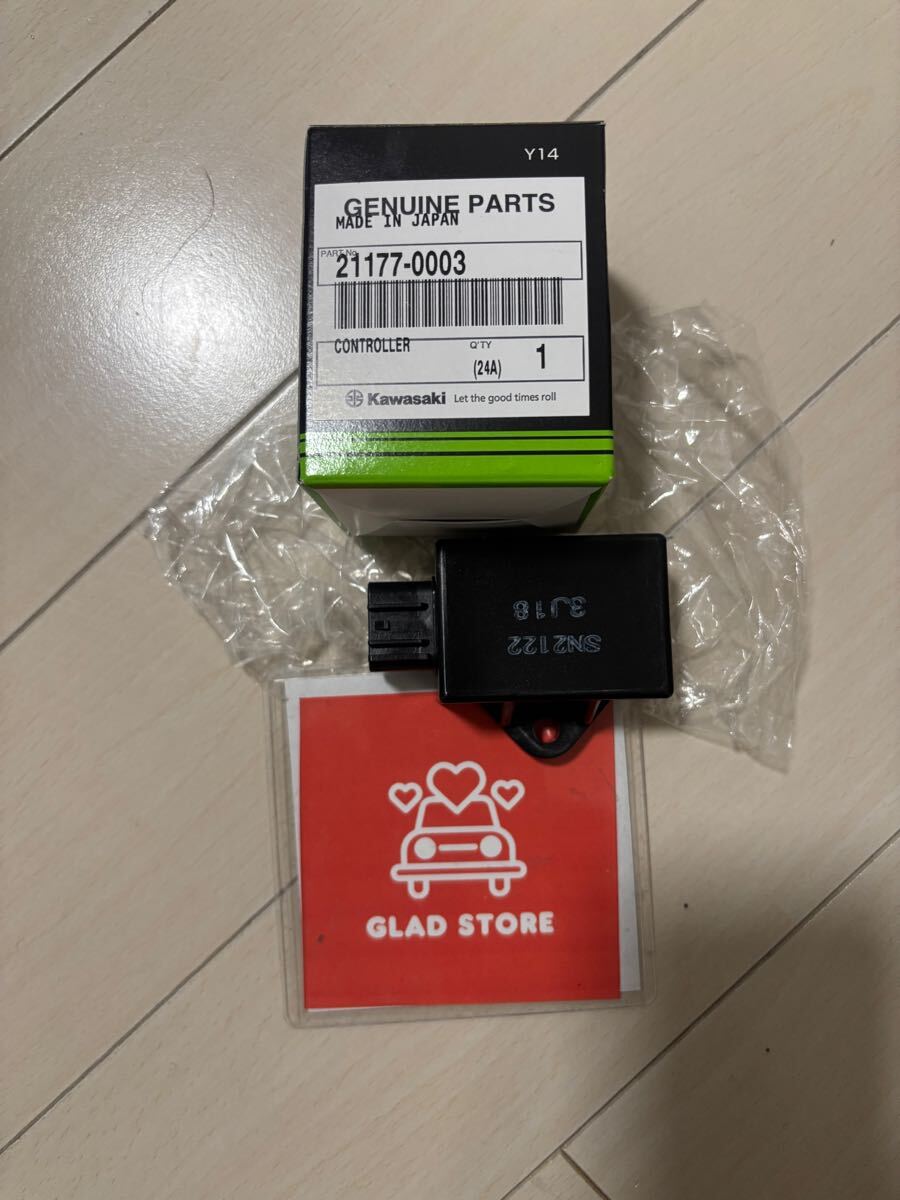 Y14
GENUINE PARTS
MADE IN JAPAN
PART No.
21177-0003
CONTROLLER
Q'TY
(24A)
1
Kawasaki Let the good times roll
SN2122
3J18
GLAD STORE